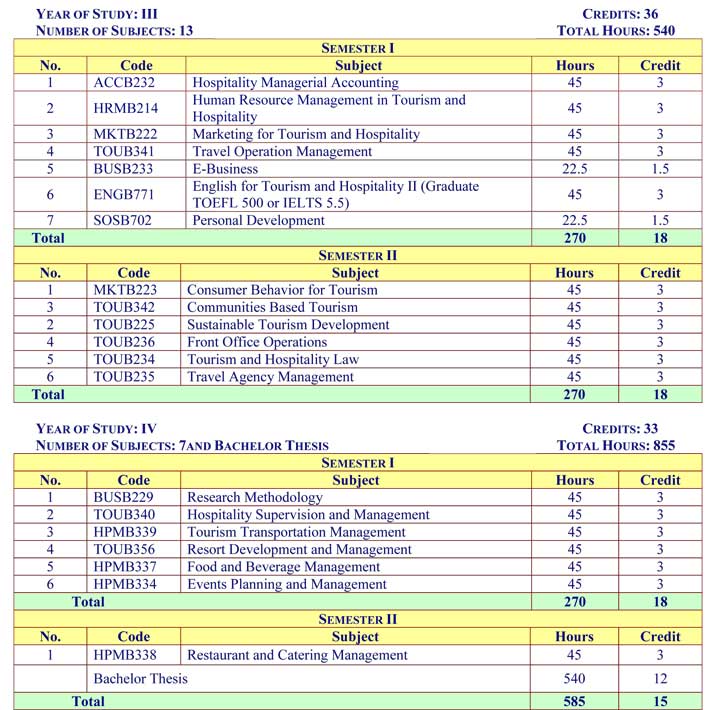 YEAR OF STUDY: III CREDITS: 36
NUMBER OF SUBJECTS: 13 TOTAL HOURS: 540
SEMESTER I
No. Code Subject Hours Credit
1 ACCB232 Hospitality Managerial Accounting 45 3
2 HRMB214 Human Resource Management in Tourism and Hospitality 45 3
3 MKTB222 Marketing for Tourism and Hospitality 45 3
4 TOUB341 Travel Operation Management 45 3
5 BUSB233 E-Business 22.5 1.5
6 ENGB771 English for Tourism and Hospitality II (Graduate TOEFL 500 or IELTS 5.5) 45 3
7 SOSB702 Personal Development 22.5 1.5
Total 270 18
SEMESTER II
No. Code Subject Hours Credit
1 MKTB223 Consumer Behavior for Tourism 45 3
3 TOUB342 Communities Based Tourism 45 3
2 TOUB225 Sustainable Tourism Development 45 3
4 TOUB236 Front Office Operations 45 3
5 TOUB234 Tourism and Hospitality Law 45 3
6 TOUB235 Travel Agency Management 45 3
Total 270 18
YEAR OF STUDY: IV CREDITS: 33
NUMBER OF SUBJECTS: 7AND BACHELOR THESIS TOTAL HOURS: 855
SEMESTER I
No. Code Subject Hours Credit
1 BUSB229 Research Methodology 45 3
2 TOUB340 Hospitality Supervision and Management 45 3
3 HPMB339 Tourism Transportation Management 45 3
4 TOUB356 Resort Development and Management 45 3
5 HPMB337 Food and Beverage Management 45 3
6 HPMB334 Events Planning and Management 45 3
Total 270 18
SEMESTER II
No. Code Subject Hours Credit
1 HPMB338 Restaurant and Catering Management 45 3
Bachelor Thesis 540 12
Total 585 15